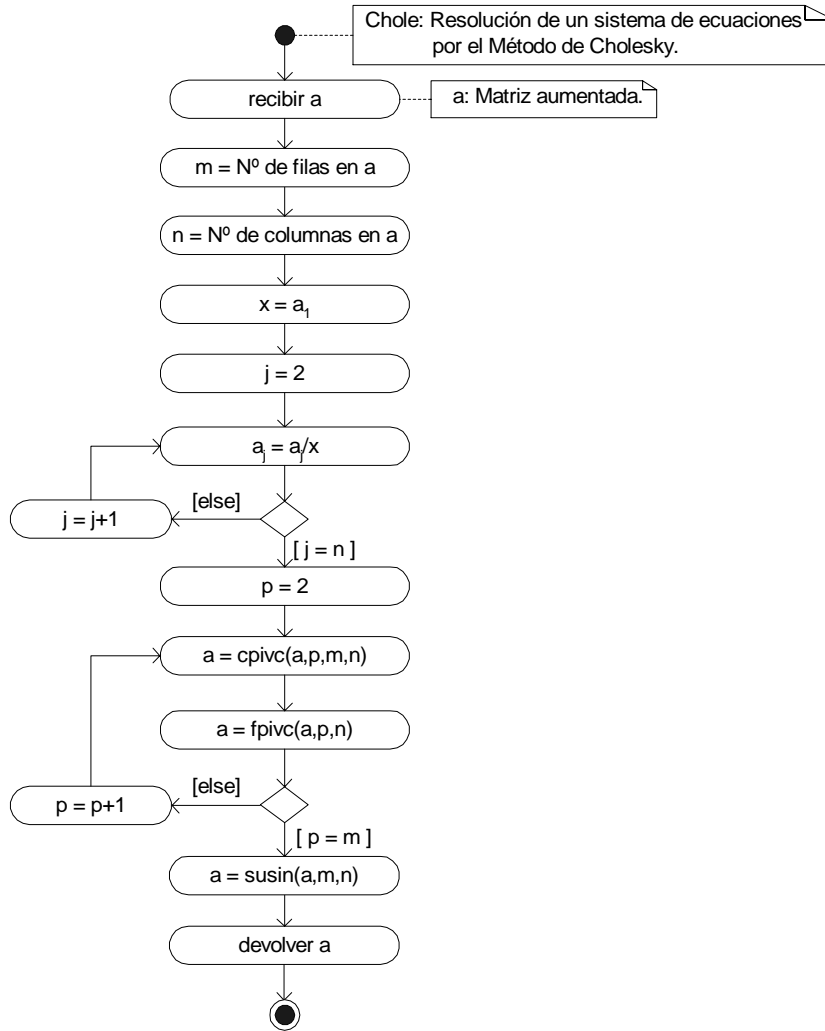 Chole: Resolución de un sistema de ecuaciones
por el Método de Cholesky.
recibir a
a: Matriz aumentada.
m = Nº de filas en a
n = Nº de columnas en a
x = a₁
j = 2
aⱼ = aⱼ/x
[else]
j = j+1
[ j = n ]
p = 2
a = cpivc(a,p,m,n)
a = fpivc(a,p,n)
[else]
p = p+1
[ p = m ]
a = susin(a,m,n)
devolver a